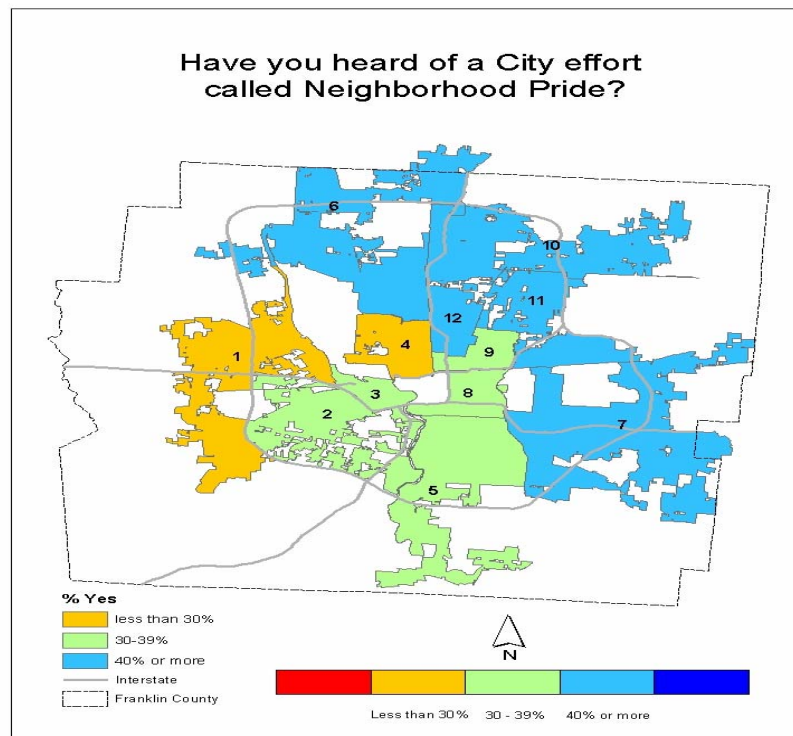 Have you heard of a City effort
called Neighborhood Pride?
6
10
11
12
4
9
1
3
8
2
7
5
% Yes
less than 30%
30-39%
40% or more
Interstate
Franklin County
N
Less than 30% 30 - 39% 40% or more